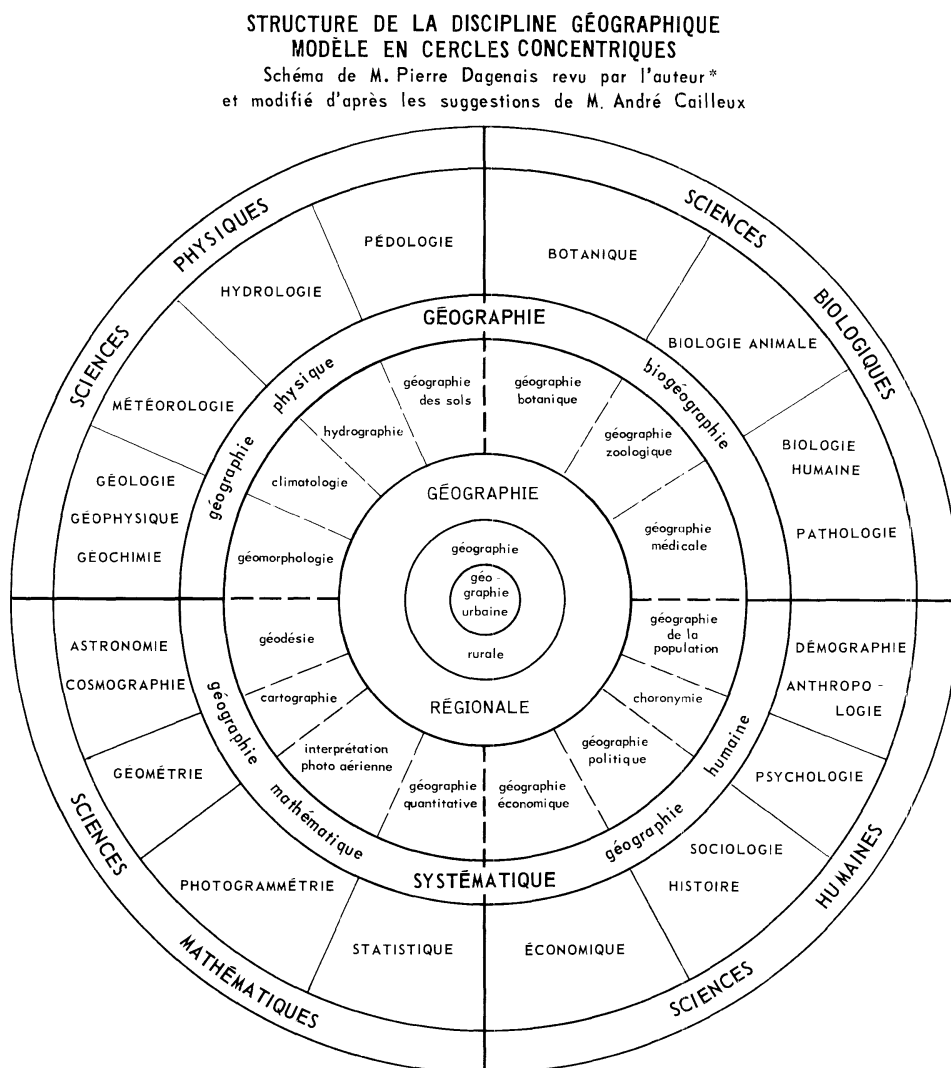 STRUCTURE DE LA DISCIPLINE GÉOGRAPHIQUE
MODÈLE EN CERCLES CONCENTRIQUES
Schéma de M. Pierre Dagenais revu par l'auteur*
et modifié d'après les suggestions de M. André Cailleux
SCIENCES PHYSIQUES
SCIENCES BIOLOGIQUES
PÉDOLOGIE
HYDROLOGIE
MÉTÉOROLOGIE
GÉOLOGIE
GÉOPHYSIQUE
GÉOCHIMIE
BOTANIQUE
BIOLOGIE ANIMALE
BIOLOGIE
HUMAINE
PATHOLOGIE
GÉOGRAPHIE
géographie physique
biogéographie
géographie
des sols
hydrographie
climatologie
géomorphologie
géographie
botanique
géographie
zoologique
géographie
médicale
GÉOGRAPHIE
géographie
géo-
graphie
urbaine
rurale
RÉGIONALE
géodésie
cartographie
interprétation
photo aérienne
géographie
quantitative
géographie
de la
population
choronymie
géographie
politique
géographie
économique
géographie mathématique
géographie humaine
SYSTÉMATIQUE
ASTRONOMIE
COSMOGRAPHIE
GÉOMÉTRIE
PHOTOGRAMMÉTRIE
STATISTIQUE
DÉMOGRAPHIE
ANTHROPO-
LOGIE
PSYCHOLOGIE
SOCIOLOGIE
HISTOIRE
ÉCONOMIQUE
SCIENCES MATHÉMATIQUES
SCIENCES HUMAINES